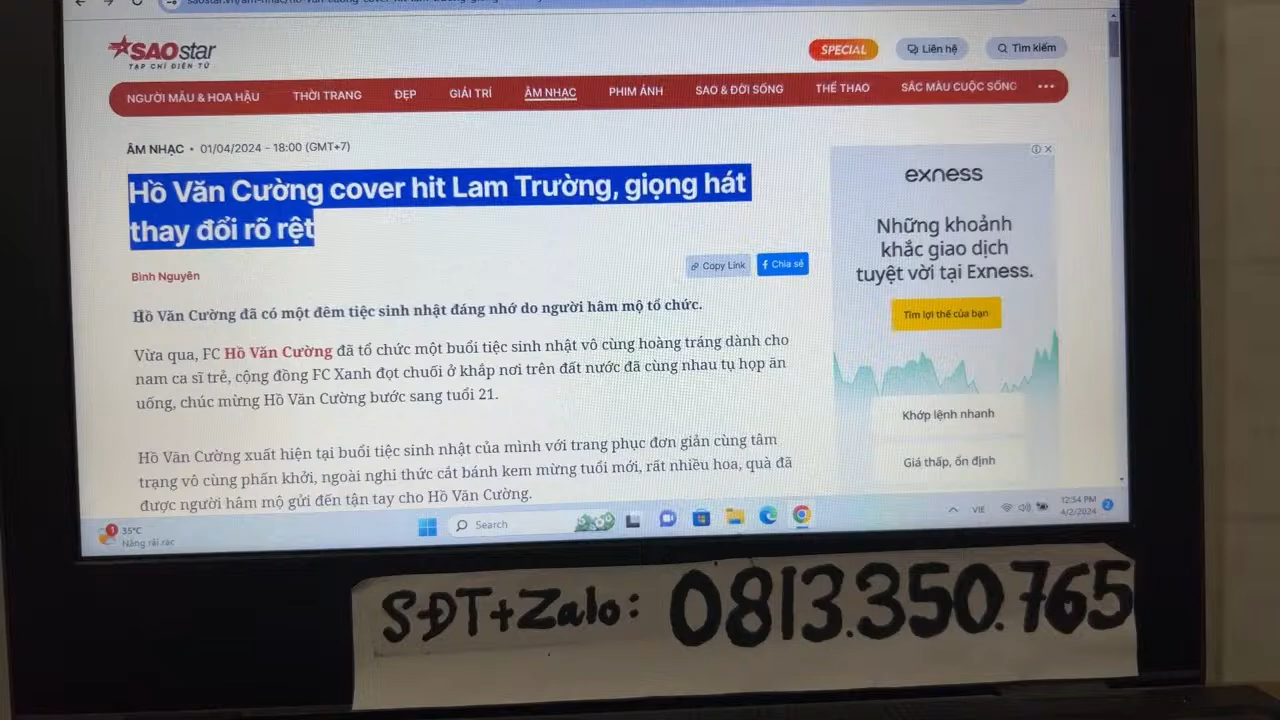 SAOstar
TẠP CHÍ ĐIỆN TỬ
SPECIAL
Liên hệ
Tìm kiếm
NGƯỜI MẪU & HOA HẬU THỜI TRANG ĐẸP GIẢI TRÍ ÂM NHẠC PHIM ẢNH SAO & ĐỜI SỐNG THỂ THAO SẮC MÀU CUỘC SỐNG
ÂM NHẠC • 01/04/2024 - 18:00 (GMT+7)
Hồ Văn Cường cover hit Lam Trường, giọng hát
thay đổi rõ rệt
Bình Nguyên
Copy Link
Chia sẻ
Hồ Văn Cường đã có một đêm tiệc sinh nhật đáng nhớ do người hâm mộ tổ chức.
Vừa qua, FC Hồ Văn Cường đã tổ chức một buổi tiệc sinh nhật vô cùng hoàng tráng dành cho
nam ca sĩ trẻ, cộng đồng FC Xanh đọt chuối ở khắp nơi trên đất nước đã cùng nhau tụ họp ăn
uống, chúc mừng Hồ Văn Cường bước sang tuổi 21.
Hồ Văn Cường xuất hiện tại buổi tiệc sinh nhật của mình với trang phục đơn giản cùng tâm
trạng vô cùng phấn khởi, ngoài nghi thức cắt bánh kem mừng tuổi mới, rất nhiều hoa, quà đã
được người hâm mộ gửi đến tận tay cho Hồ Văn Cường.
exness
Những khoảnh
khắc giao dịch
tuyệt vời tại Exness.
Tìm lợi thế của bạn
Khớp lệnh nhanh
Giá thấp, ổn định
1
35°C
Nắng rải rác
Search
VIE
12:54 PM
4/2/2024
2
SĐT+Zalo: 0813.350.765